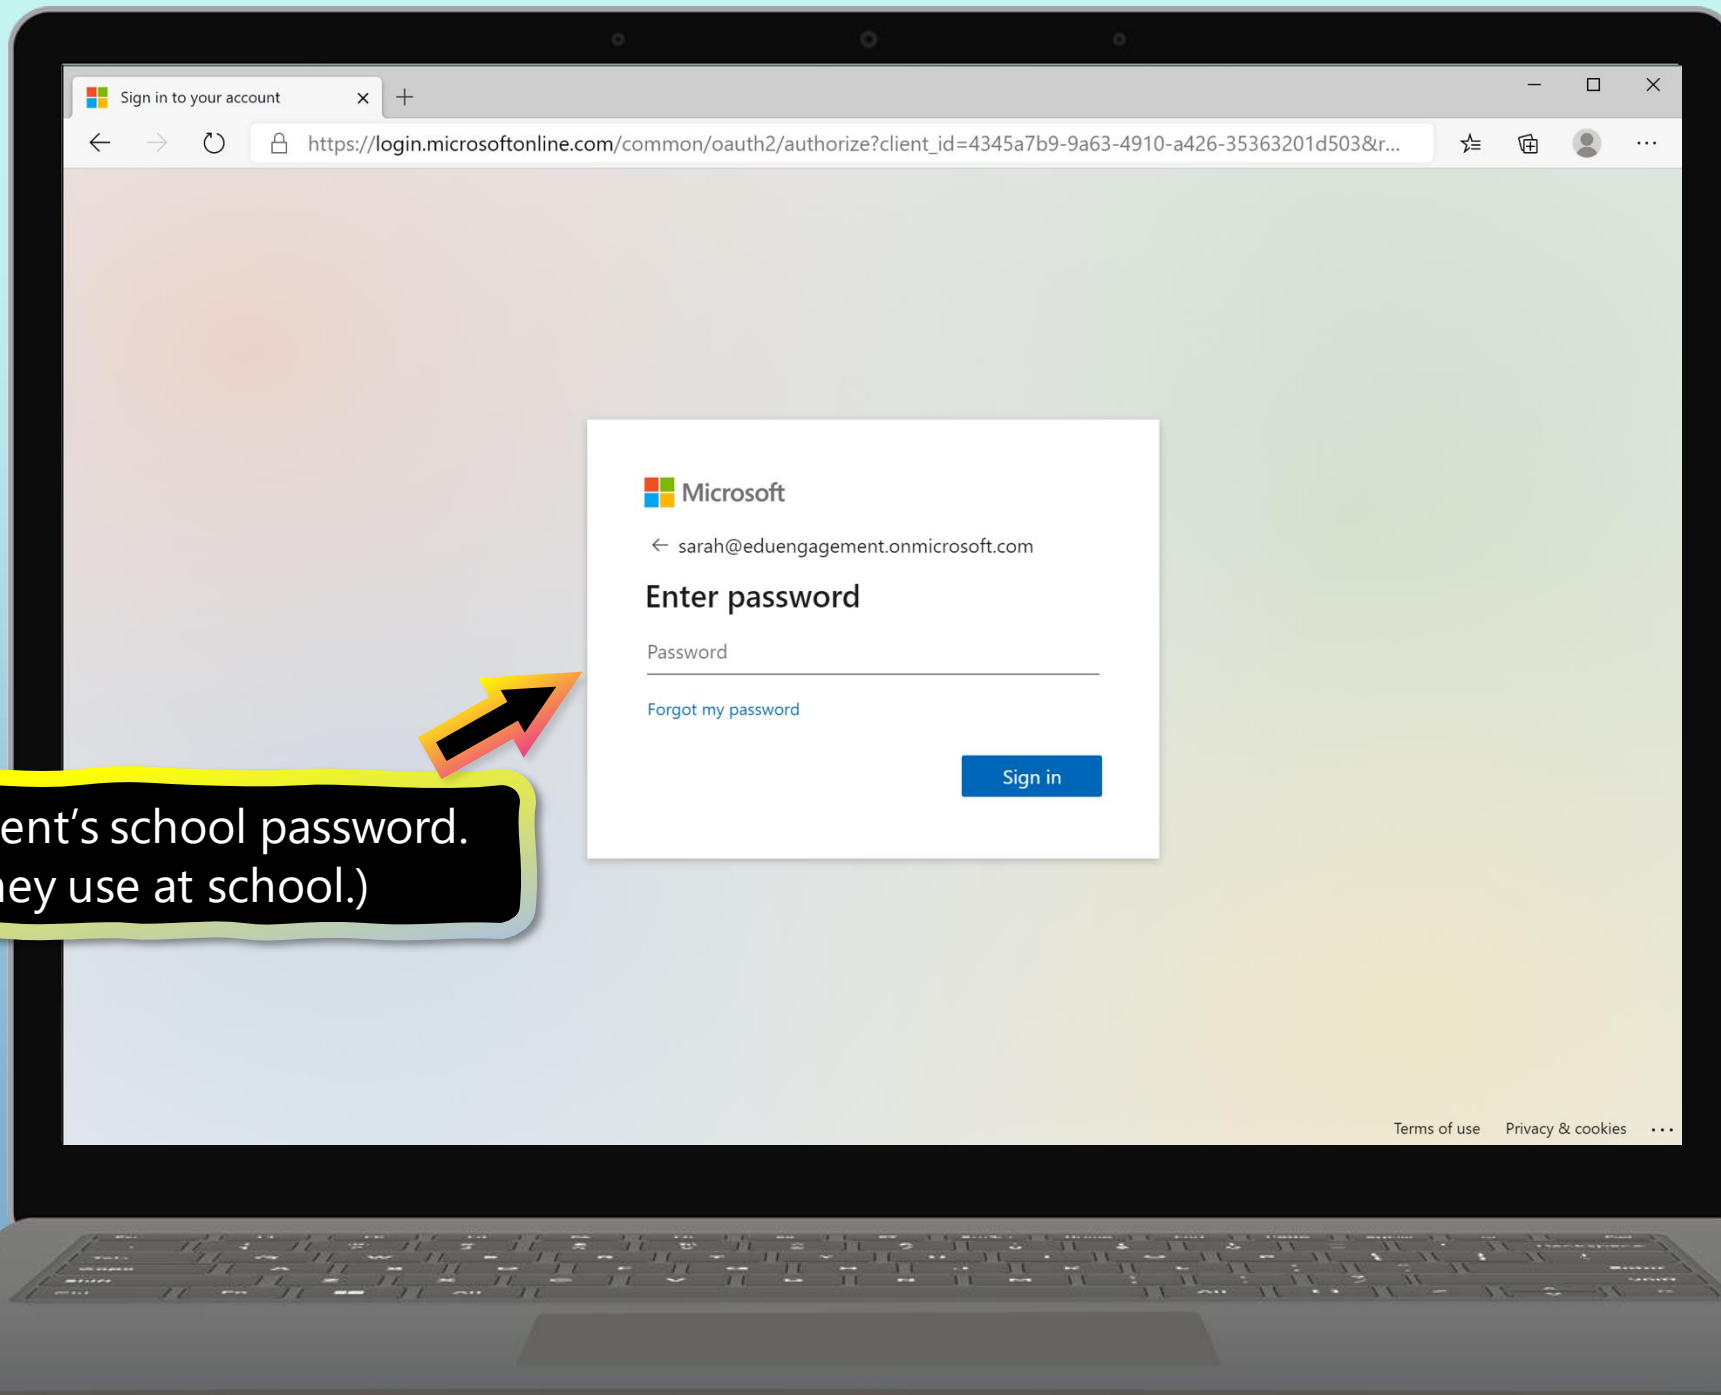 Sign in to your account
https://login.microsoftonline.com/common/oauth2/authorize?client_id=4345a7b9-9a63-4910-a426-35363201d503&r...
Microsoft
sarah@eduengagement.onmicrosoft.com
Enter password
Password
Forgot my password
Sign in
ent’s school password.
ey use at school.)
Terms of use Privacy & cookies ...